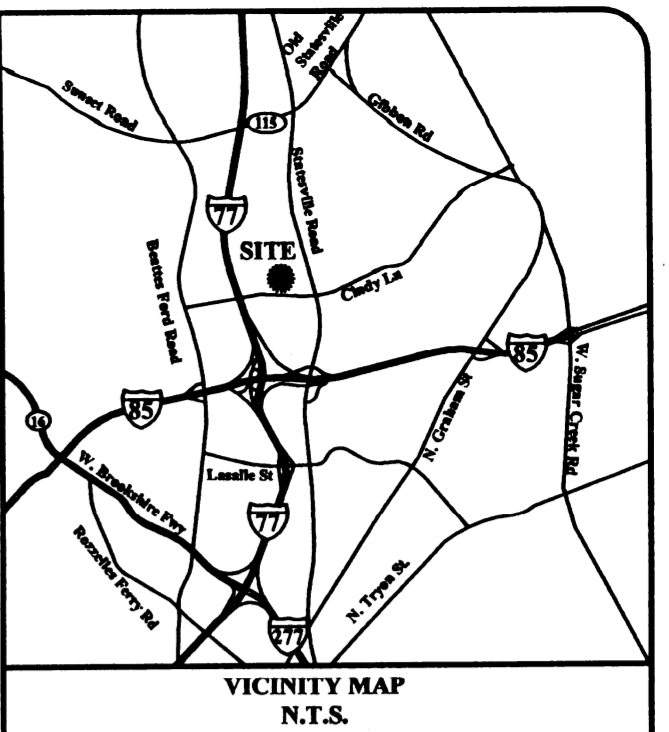 Old
Statesville
Road
Sunset Road
115
Gibbon Rd
77
Statesville Road
SITE
Beatties Ford Road
Cindy Ln
85
85
16
W. Sugar Creek Rd
N. Graham St
Lasalle St
W. Brookshire Fwy
77
Rozzelles Ferry Rd
N. Tryon St.
277
VICINITY MAP
N.T.S.